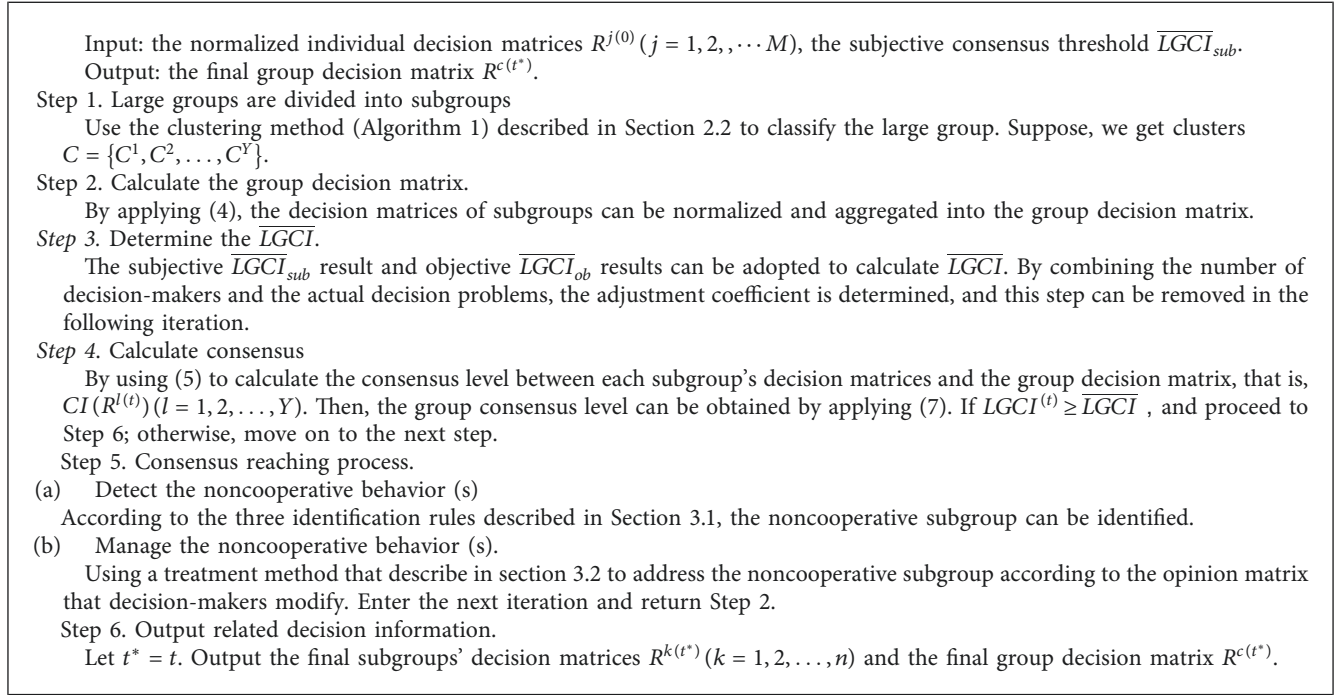 Input: the normalized individual decision matrices R^{j(0)} (j = 1, 2, , ⋯ M), the subjective consensus threshold \overline{LGCI}_{sub}.
Output: the final group decision matrix R^{c(t*)}.
Step 1. Large groups are divided into subgroups
Use the clustering method (Algorithm 1) described in Section 2.2 to classify the large group. Suppose, we get clusters
C = {C^1, C^2, . . . , C^Y}.
Step 2. Calculate the group decision matrix.
By applying (4), the decision matrices of subgroups can be normalized and aggregated into the group decision matrix.
Step 3. Determine the \overline{LGCI}.
The subjective \overline{LGCI}_{sub} result and objective \overline{LGCI}_{ob} results can be adopted to calculate \overline{LGCI}. By combining the number of
decision-makers and the actual decision problems, the adjustment coefficient is determined, and this step can be removed in the
following iteration.
Step 4. Calculate consensus
By using (5) to calculate the consensus level between each subgroup's decision matrices and the group decision matrix, that is,
CI (R^{l(t)}) (l = 1, 2, . . . , Y). Then, the group consensus level can be obtained by applying (7). If LGCI^{(t)} ≥ \overline{LGCI} , and proceed to
Step 6; otherwise, move on to the next step.
Step 5. Consensus reaching process.
(a) Detect the noncooperative behavior (s)
According to the three identification rules described in Section 3.1, the noncooperative subgroup can be identified.
(b) Manage the noncooperative behavior (s).
Using a treatment method that describe in section 3.2 to address the noncooperative subgroup according to the opinion matrix
that decision-makers modify. Enter the next iteration and return Step 2.
Step 6. Output related decision information.
Let t* = t. Output the final subgroups' decision matrices R^{k(t*)} (k = 1, 2, . . . , n) and the final group decision matrix R^{c(t*)}.